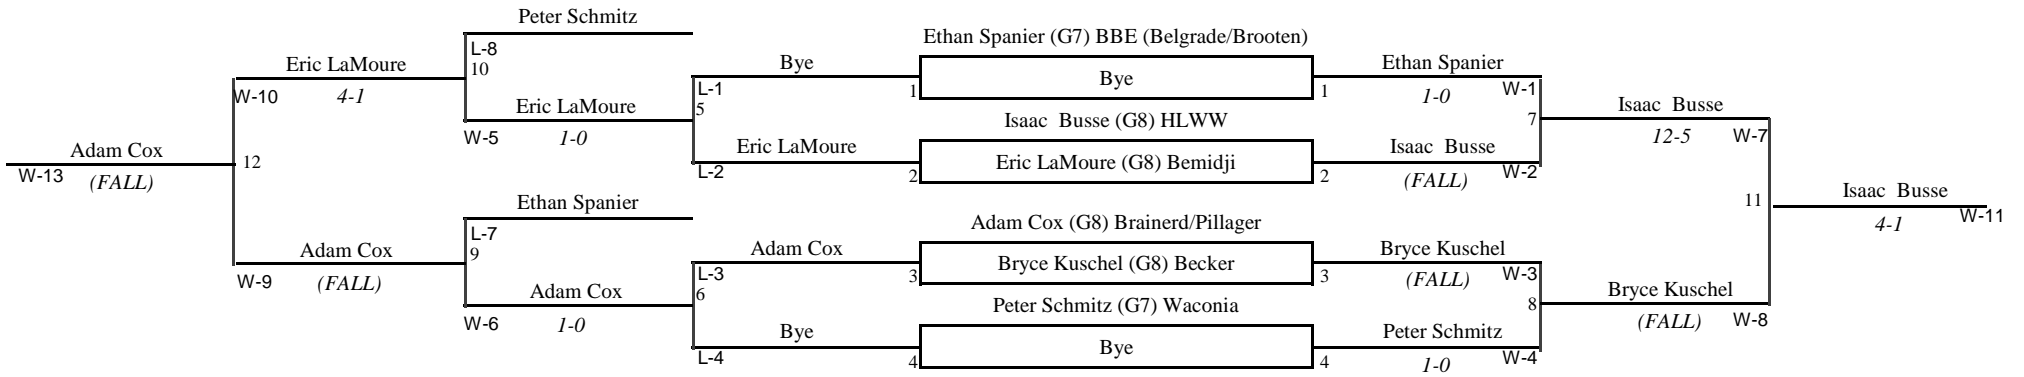 Peter Schmitz
L-8
10
Eric LaMoure
W-10
4-1
Eric LaMoure
W-5
1-0
Adam Cox
W-13
(FALL)
12
Ethan Spanier
L-7
9
Adam Cox
W-9
(FALL)
Adam Cox
W-6
1-0
Bye
L-1
1
5
Eric LaMoure
L-2
2
Adam Cox
L-3
3
6
Bye
L-4
4
Ethan Spanier (G7) BBE (Belgrade/Brooten)
Bye
Isaac Busse (G8) HLWW
Eric LaMoure (G8) Bemidji
Adam Cox (G8) Brainerd/Pillager
Bryce Kuschel (G8) Becker
Peter Schmitz (G7) Waconia
Bye
Ethan Spanier
1
1-0
W-1
7
Isaac Busse
2
(FALL)
W-2
Bryce Kuschel
3
(FALL)
W-3
8
Peter Schmitz
4
1-0
W-4
Isaac Busse
12-5
W-7
11
Bryce Kuschel
(FALL)
W-8
Isaac Busse
4-1
W-11